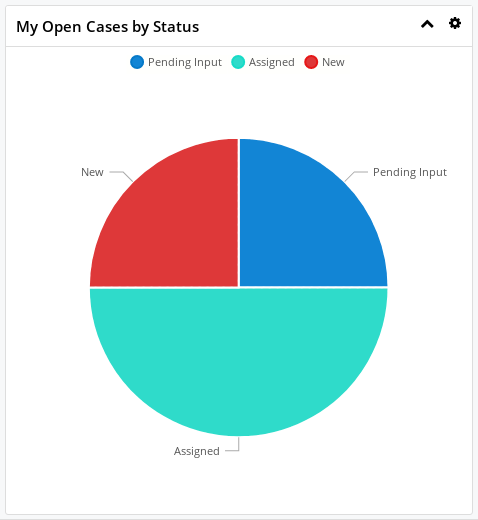 My Open Cases by Status
Pending Input Assigned New
New Pending Input
Assigned